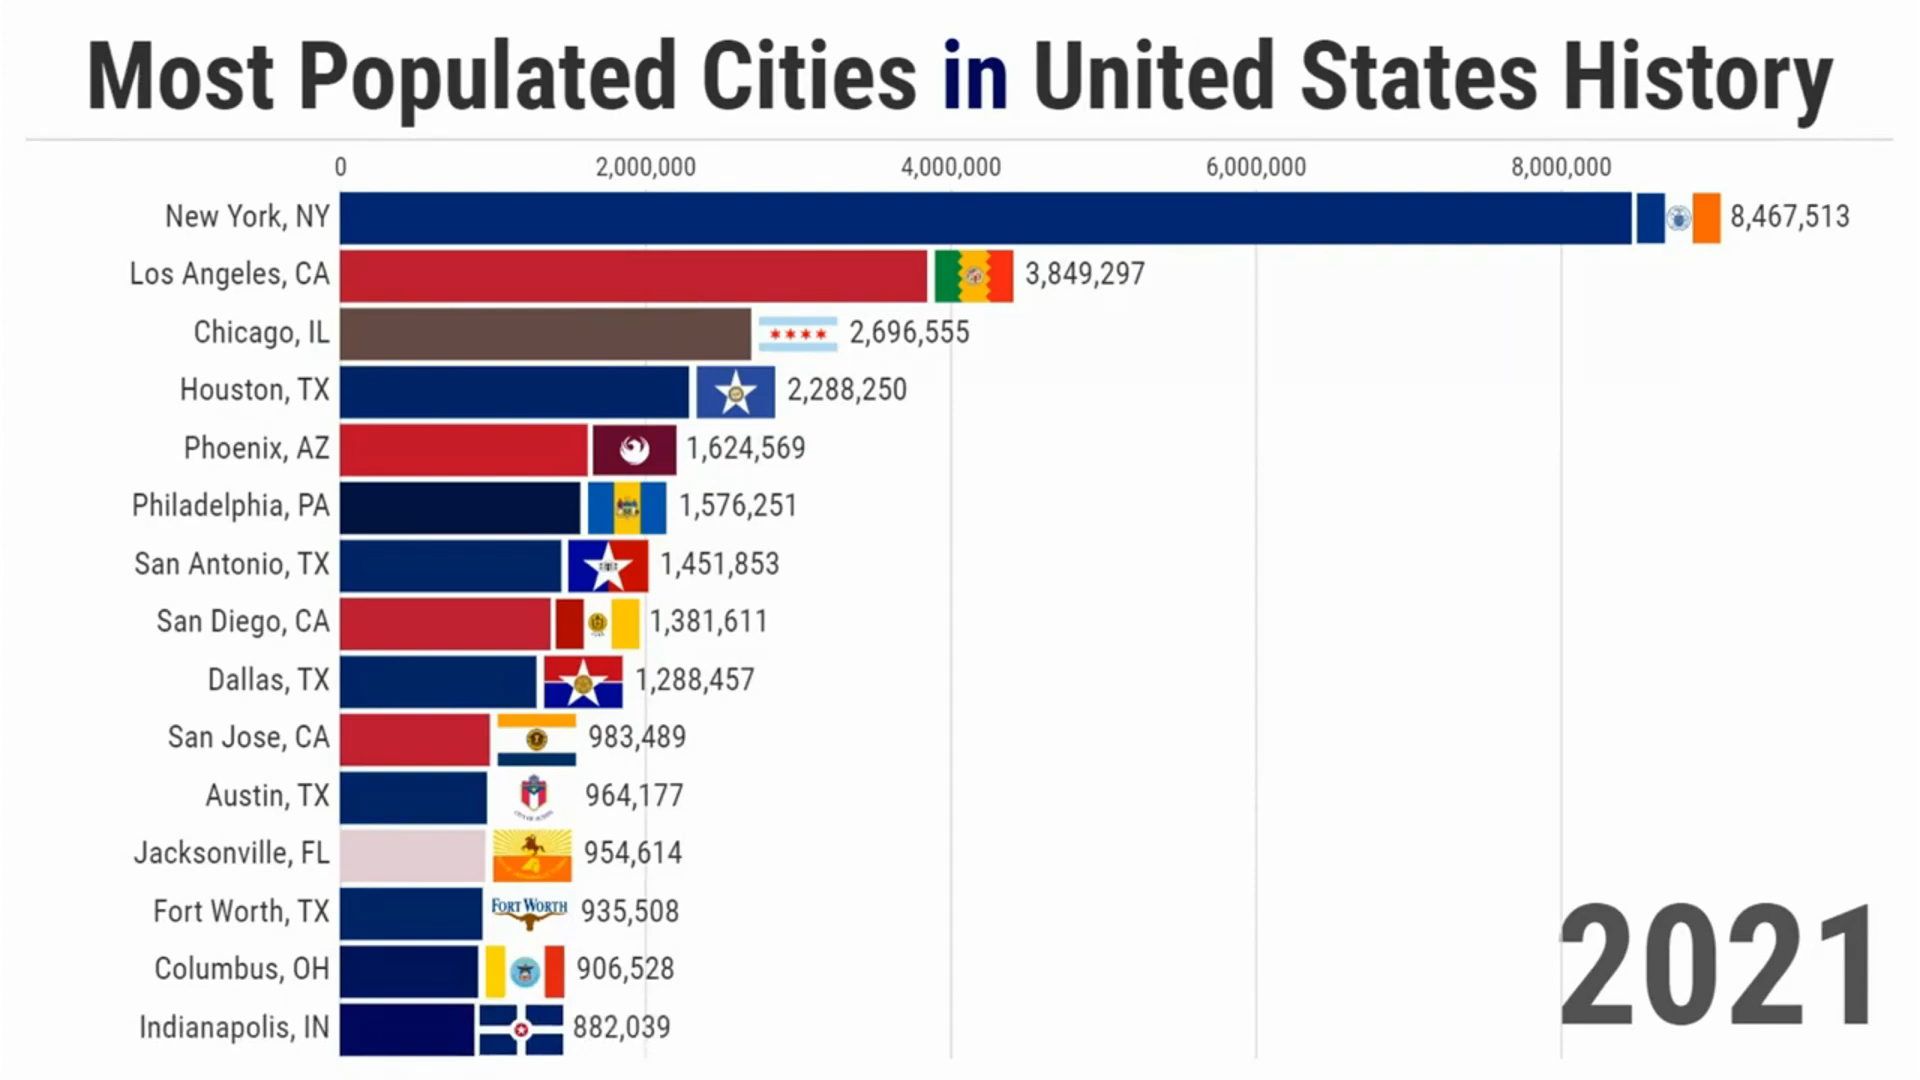 Most Populated Cities in United States History
0 2,000,000 4,000,000 6,000,000 8,000,000
New York, NY 8,467,513
Los Angeles, CA 3,849,297
Chicago, IL 2,696,555
Houston, TX 2,288,250
Phoenix, AZ 1,624,569
Philadelphia, PA 1,576,251
San Antonio, TX 1,451,853
San Diego, CA 1,381,611
Dallas, TX 1,288,457
San Jose, CA 983,489
Austin, TX 964,177
Jacksonville, FL 954,614
Fort Worth, TX FORT WORTH 935,508
Columbus, OH 906,528
Indianapolis, IN 882,039
2021